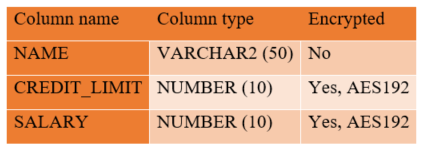 Column name Column type Encrypted
NAME VARCHAR2 (50) No
CREDIT_LIMIT NUMBER (10) Yes, AES192
SALARY NUMBER (10) Yes, AES192